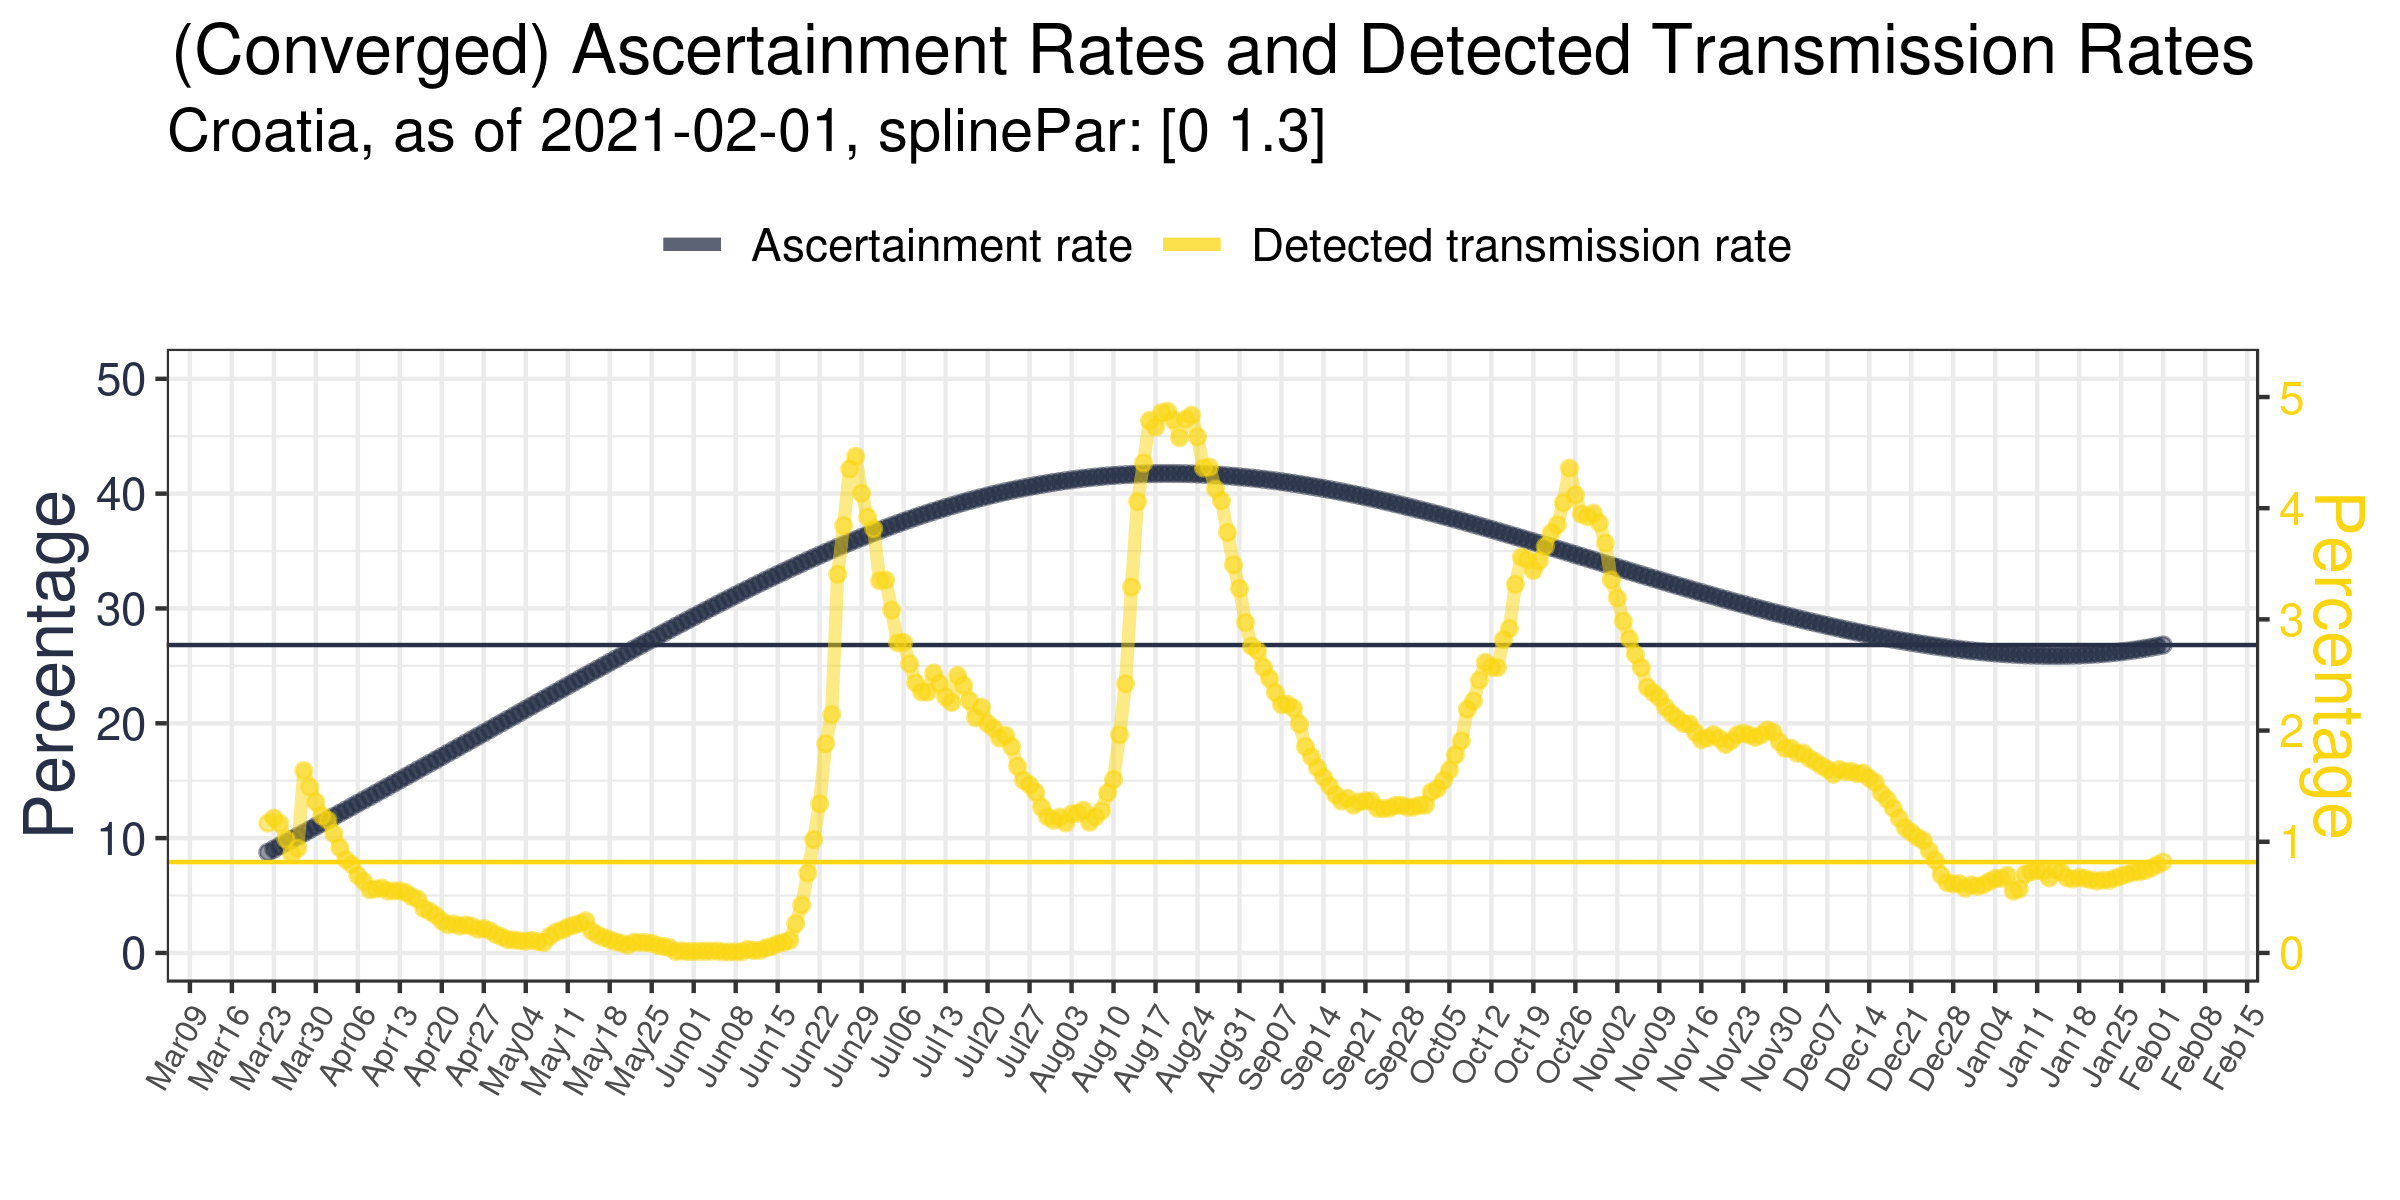 (Converged) Ascertainment Rates and Detected Transmission Rates
Croatia, as of 2021-02-01, splinePar: [0 1.3]
Ascertainment rate Detected transmission rate
Percentage
50
40
30
20
10
0
5
4
3
2
1
0
Percentage
Mar09 Mar16 Mar23 Mar30 Apr06 Apr13 Apr20 Apr27 May04 May11 May18 May25 Jun01 Jun08 Jun15 Jun22 Jun29 Jul06 Jul13 Jul20 Jul27 Aug03 Aug10 Aug17 Aug24 Aug31 Sep07 Sep14 Sep21 Sep28 Oct05 Oct12 Oct19 Oct26 Nov02 Nov09 Nov16 Nov23 Nov30 Dec07 Dec14 Dec21 Dec28 Jan04 Jan11 Jan18 Jan25 Feb01 Feb08 Feb15